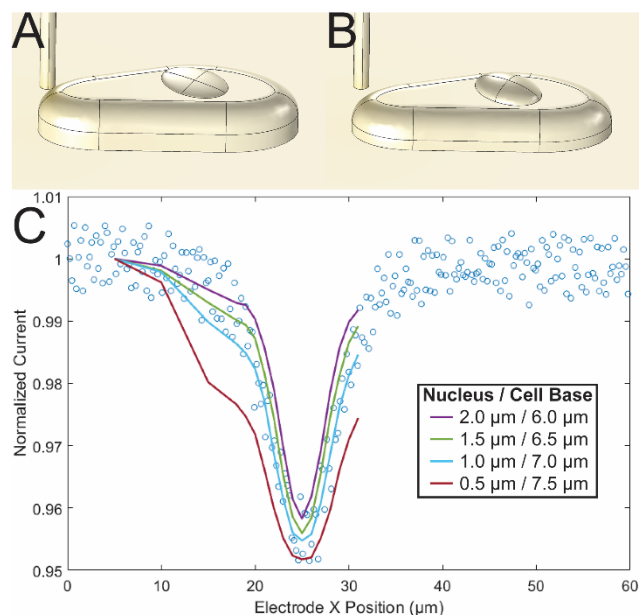 A
B
C
1.01
1
0.99
0.98
0.97
0.96
0.95
Normalized Current
0
10
20
30
40
50
60
Electrode X Position (µm)
Nucleus / Cell Base
2.0 µm / 6.0 µm
1.5 µm / 6.5 µm
1.0 µm / 7.0 µm
0.5 µm / 7.5 µm